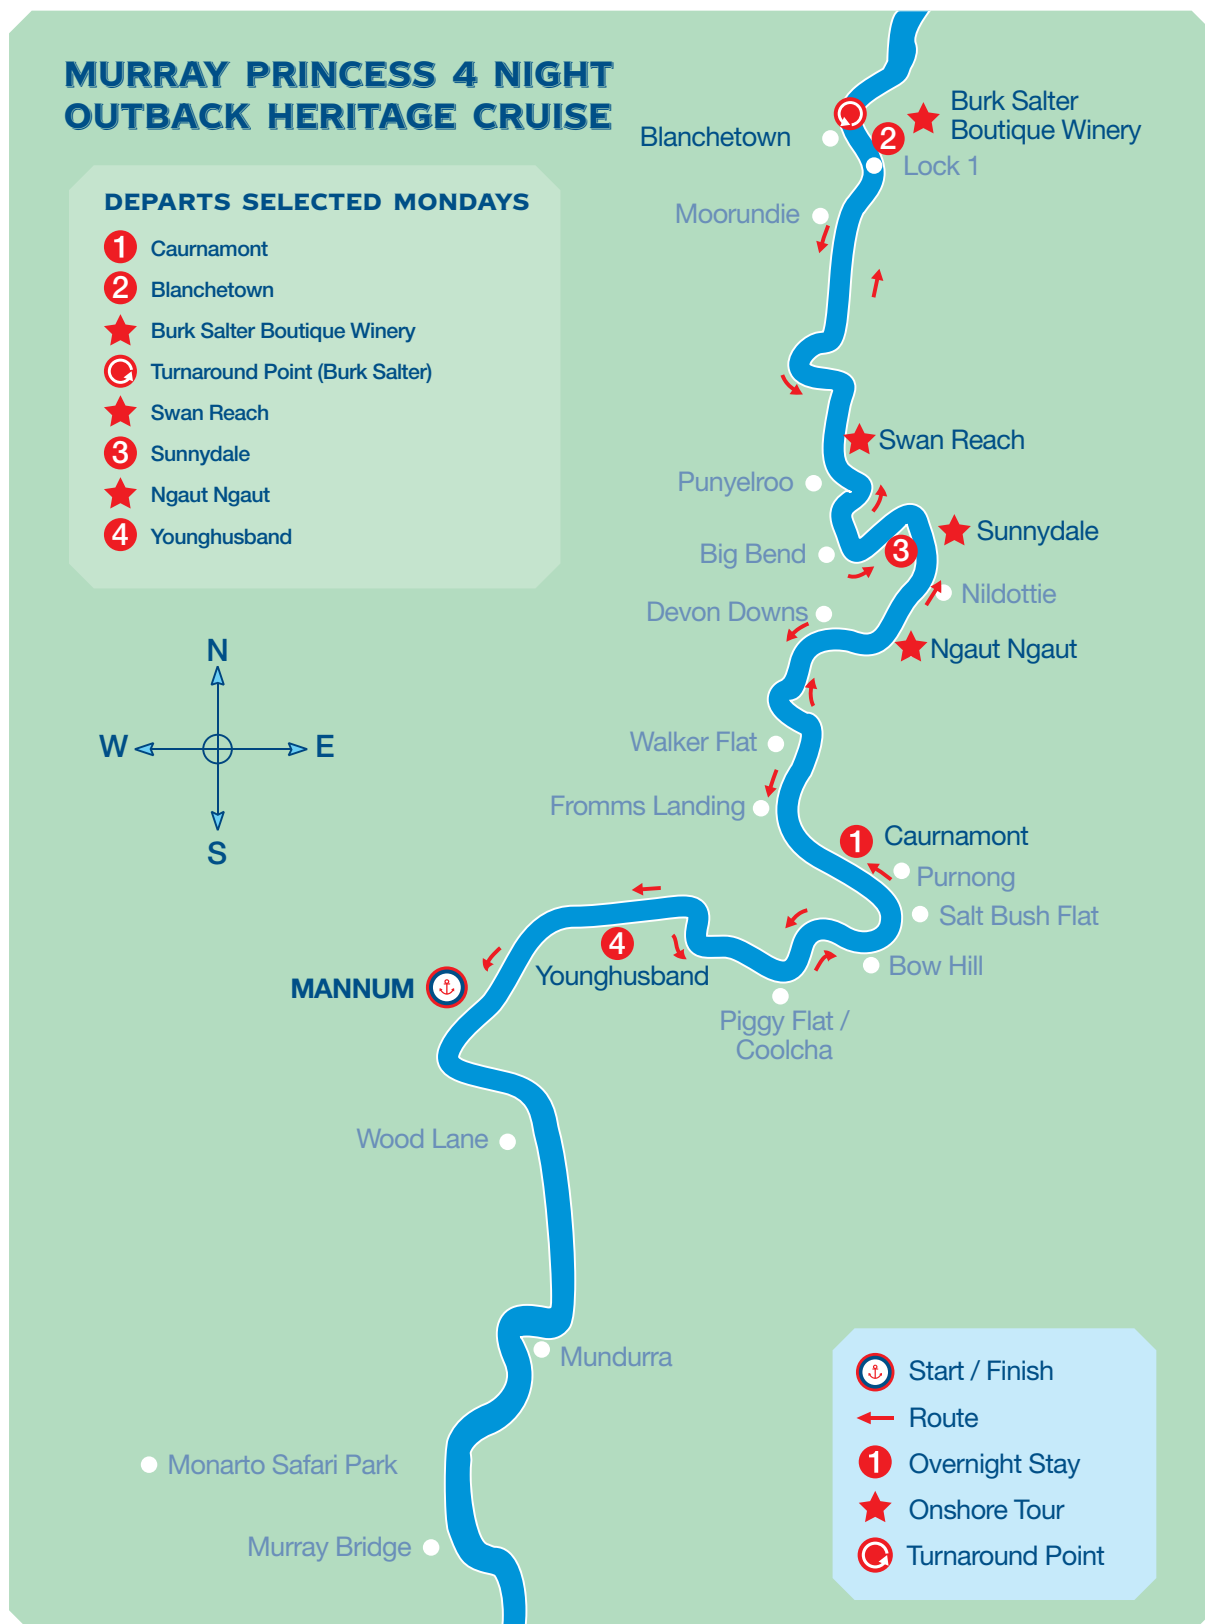 MURRAY PRINCESS 4 NIGHT
OUTBACK HERITAGE CRUISE
DEPARTS SELECTED MONDAYS
1 Caurnamont
2 Blanchetown
Burk Salter Boutique Winery
Turnaround Point (Burk Salter)
Swan Reach
3 Sunnydale
Ngaut Ngaut
4 Younghusband
N
W E
S
Burk Salter
Boutique Winery
Blanchetown
2
Lock 1
Moorundie
Swan Reach
Punyelroo
Sunnydale
Big Bend
3
Nildottie
Devon Downs
Ngaut Ngaut
Walker Flat
Fromms Landing
1 Caurnamont
Purnong
Salt Bush Flat
4
Younghusband
Bow Hill
MANNUM
Piggy Flat /
Coolcha
Wood Lane
Mundurra
Monarto Safari Park
Murray Bridge
Start / Finish
Route
1 Overnight Stay
Onshore Tour
Turnaround Point